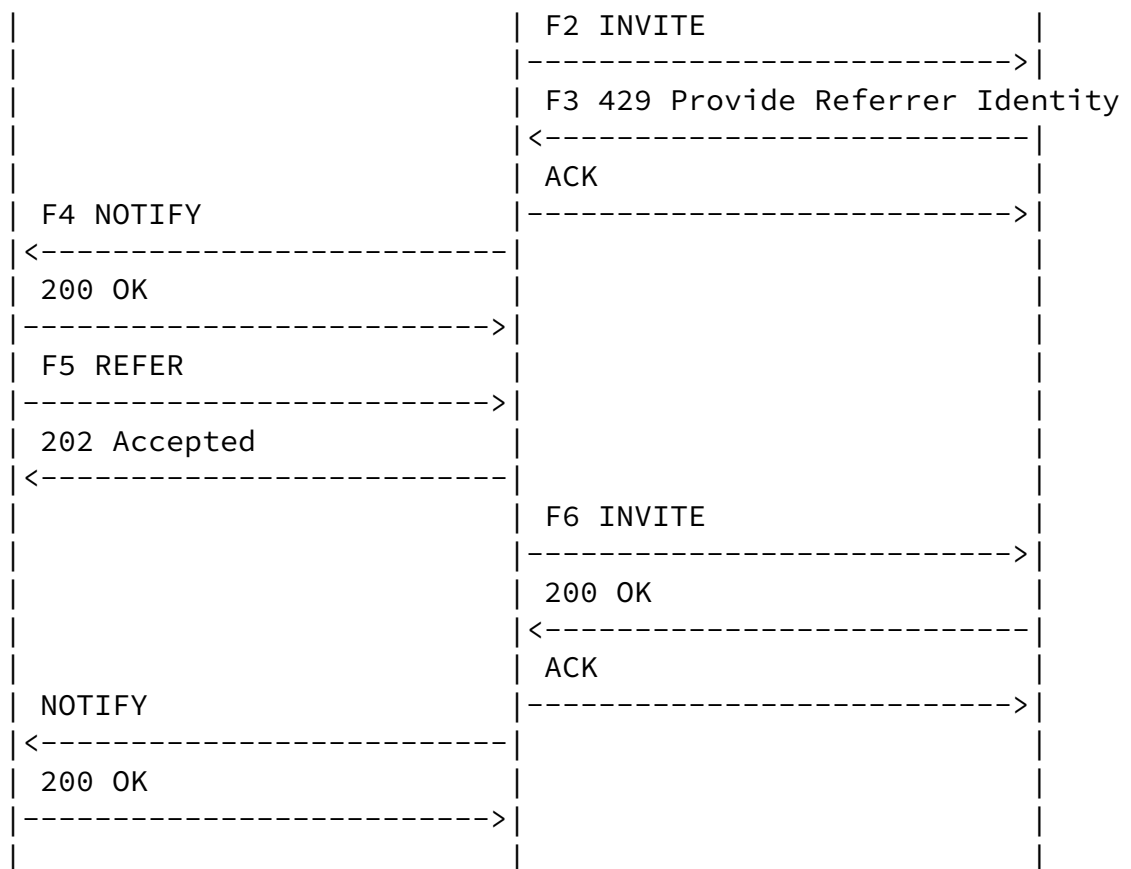 F2 INVITE
F3 429 Provide Referrer Identity
ACK
F4 NOTIFY
200 OK
F5 REFER
202 Accepted
F6 INVITE
200 OK
ACK
NOTIFY
200 OK